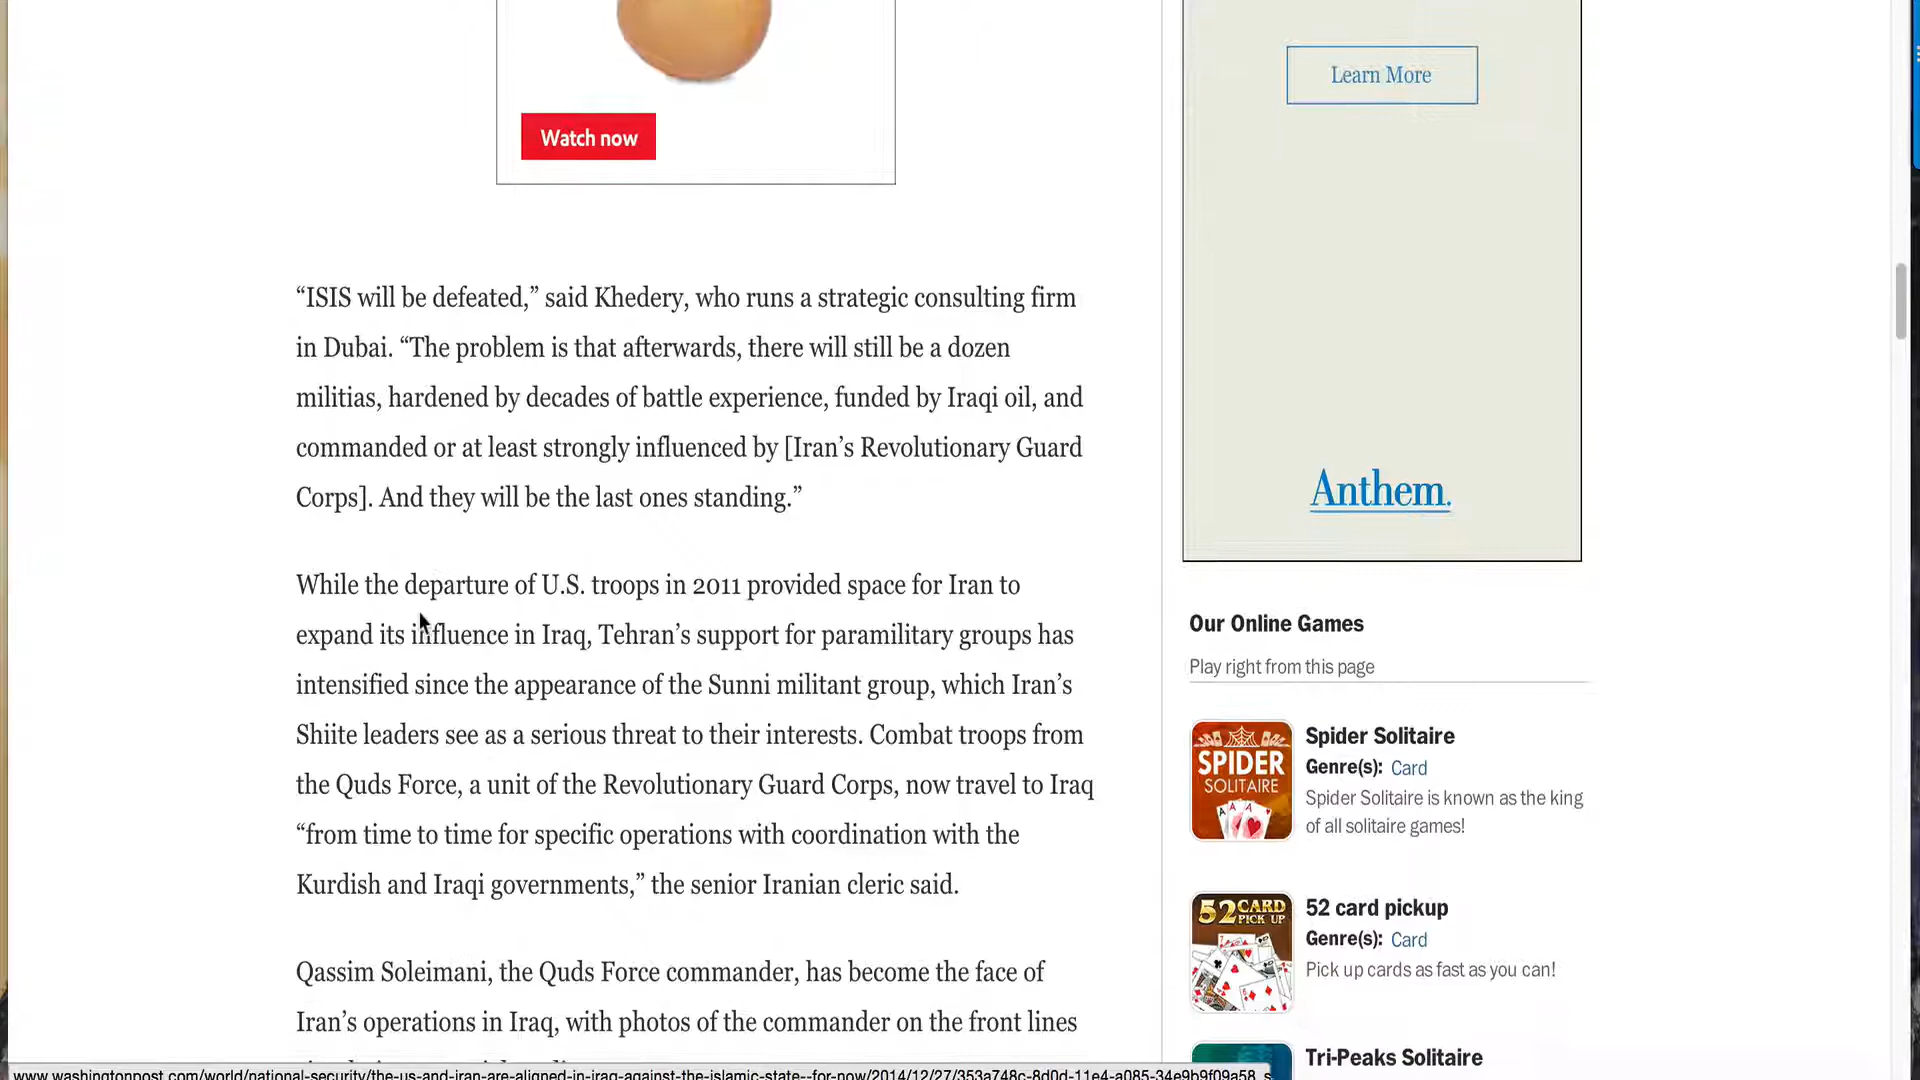 Learn More
Watch now
“ISIS will be defeated,” said Khedery, who runs a strategic consulting firm
in Dubai. “The problem is that afterwards, there will still be a dozen
militias, hardened by decades of battle experience, funded by Iraqi oil, and
commanded or at least strongly influenced by [Iran’s Revolutionary Guard
Corps]. And they will be the last ones standing.”
While the departure of U.S. troops in 2011 provided space for Iran to
expand its influence in Iraq, Tehran’s support for paramilitary groups has
intensified since the appearance of the Sunni militant group, which Iran’s
Shiite leaders see as a serious threat to their interests. Combat troops from
the Quds Force, a unit of the Revolutionary Guard Corps, now travel to Iraq
“from time to time for specific operations with coordination with the
Kurdish and Iraqi governments,” the senior Iranian cleric said.
Qassim Soleimani, the Quds Force commander, has become the face of
Iran’s operations in Iraq, with photos of the commander on the front lines
Anthem.
Our Online Games
Play right from this page
SPIDER
SOLITAIRE
Spider Solitaire
Genre(s): Card
Spider Solitaire is known as the king
of all solitaire games!
52 CARD
PICK UP
52 card pickup
Genre(s): Card
Pick up cards as fast as you can!
Tri-Peaks Solitaire
www.washingtonpost.com/world/national-security/the-us-and-iran-are-aligned-in-iraq-against-the-islamic-state--for-now/2014/12/27/353a748c-8d0d-11e4-a085-34e9b9f09a58_s